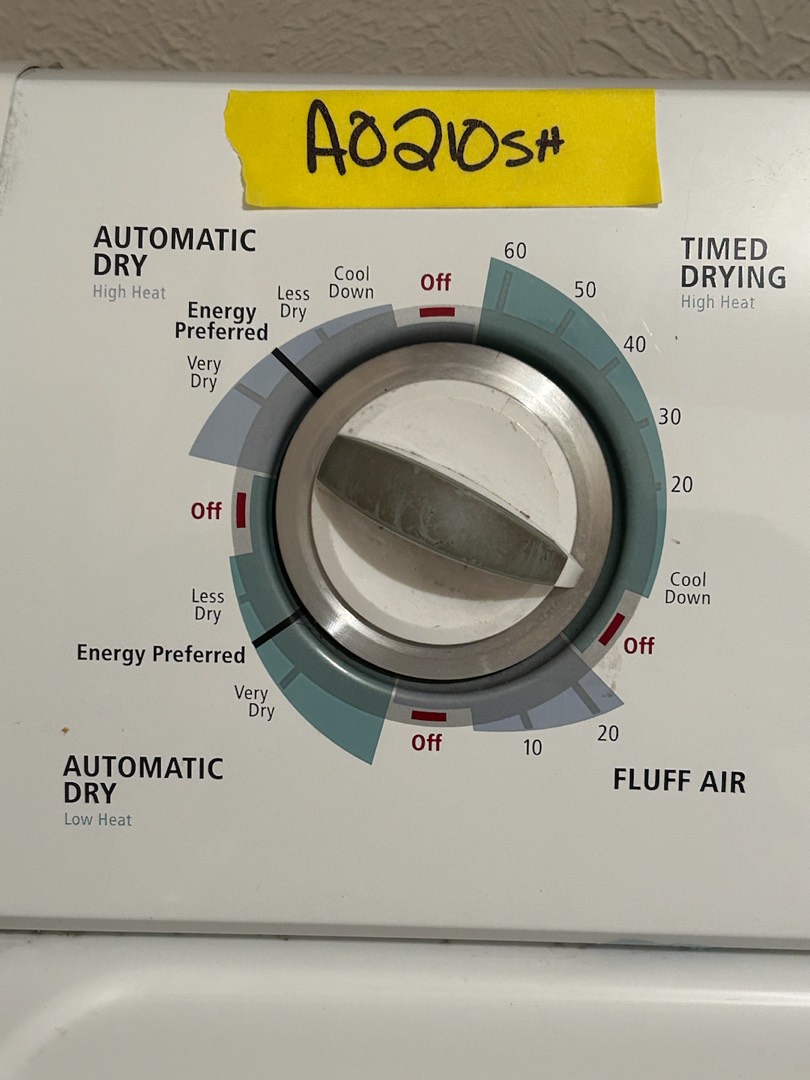 A0210SH
AUTOMATIC
DRY
High Heat
Energy
Preferred
Very
Dry
Less
Dry
Cool
Down
Off
60
50
40
30
20
Cool
Down
Off
TIMED
DRYING
High Heat
Off
Less
Dry
Energy Preferred
Very
Dry
AUTOMATIC
DRY
Low Heat
Off
10
20
FLUFF AIR